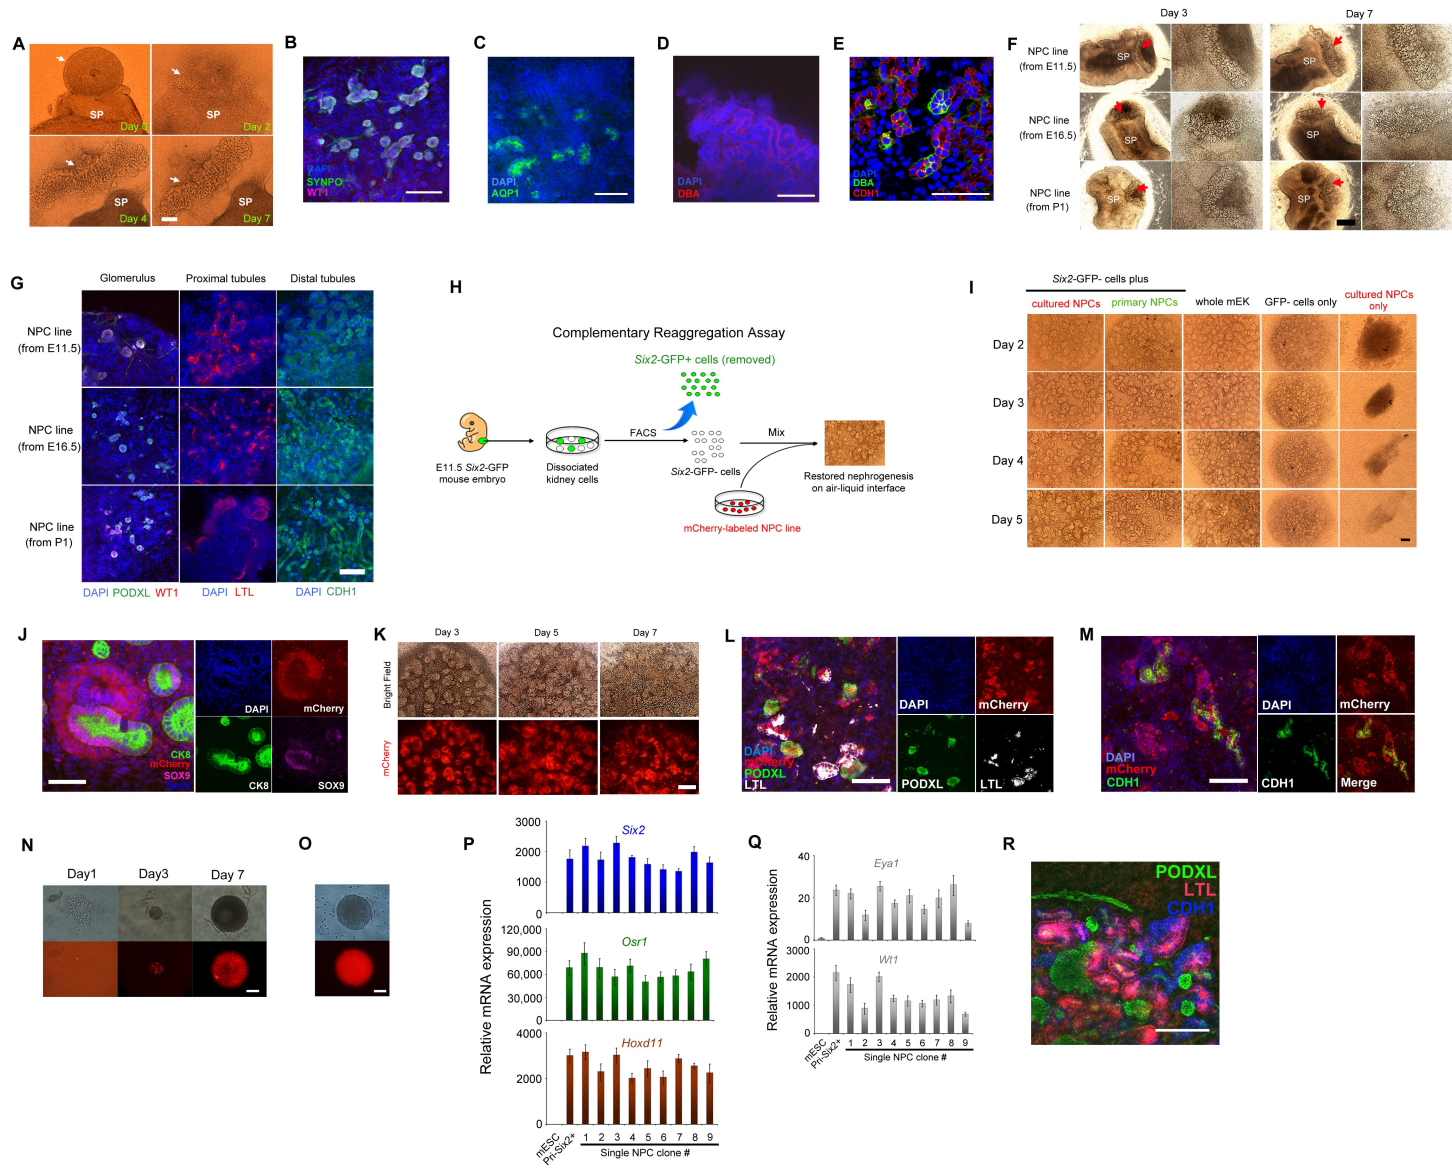 A
SP
Day 0
SP
Day 2
SP
Day 4
SP
Day 7
B
DAPI
SYNPO
WT1
C
DAPI
AQP1
D
DAPI
DBA
E
DAPI
DBA
CDH1
F
Day 3
Day 7
NPC line
(from E11.5)
SP
SP
NPC line
(from E16.5)
SP
SP
NPC line
(from P1)
SP
SP
G
Glomerulus
Proximal tubules
Distal tubules
NPC line
(from E11.5)
NPC line
(from E16.5)
NPC line
(from P1)
DAPI PODXL WT1
DAPI LTL
DAPI CDH1
H
Complementary Reaggregation Assay
Six2-GFP+ cells (removed)
FACS
Mix
E11.5 Six2-GFP
mouse embryo
Dissociated
kidney cells
Six2-GFP- cells
Restored nephrogenesis
on air-liquid interface
mCherry-labeled NPC line
I
Six2-GFP- cells plus
cultured NPCs
primary NPCs
whole mEK
GFP- cells only
cultured NPCs
only
Day 2
Day 3
Day 4
Day 5
J
CK8
mCherry
SOX9
DAPI
DAPI
mCherry
CK8
SOX9
K
Day 3
Day 5
Day 7
Bright Field
mCherry
L
DAPI
mCherry
PODXL
LTL
DAPI
mCherry
PODXL
LTL
M
DAPI
mCherry
CDH1
DAPI
mCherry
CDH1
Merge
N
Day1
Day3
Day 7
O
P
Relative mRNA expression
3000
2000
1000
0
Six2
120,000
90,000
60,000
30,000
0
Osr1
4000
2000
0
Hoxd11
mESC
Pri-Six2+
1 2 3 4 5 6 7 8 9
Single NPC clone #
Q
Relative mRNA expression
40
20
0
Eya1
3000
2000
1000
0
Wt1
mESC
Pri-Six2+
1 2 3 4 5 6 7 8 9
Single NPC clone #
R
PODXL
LTL
CDH1